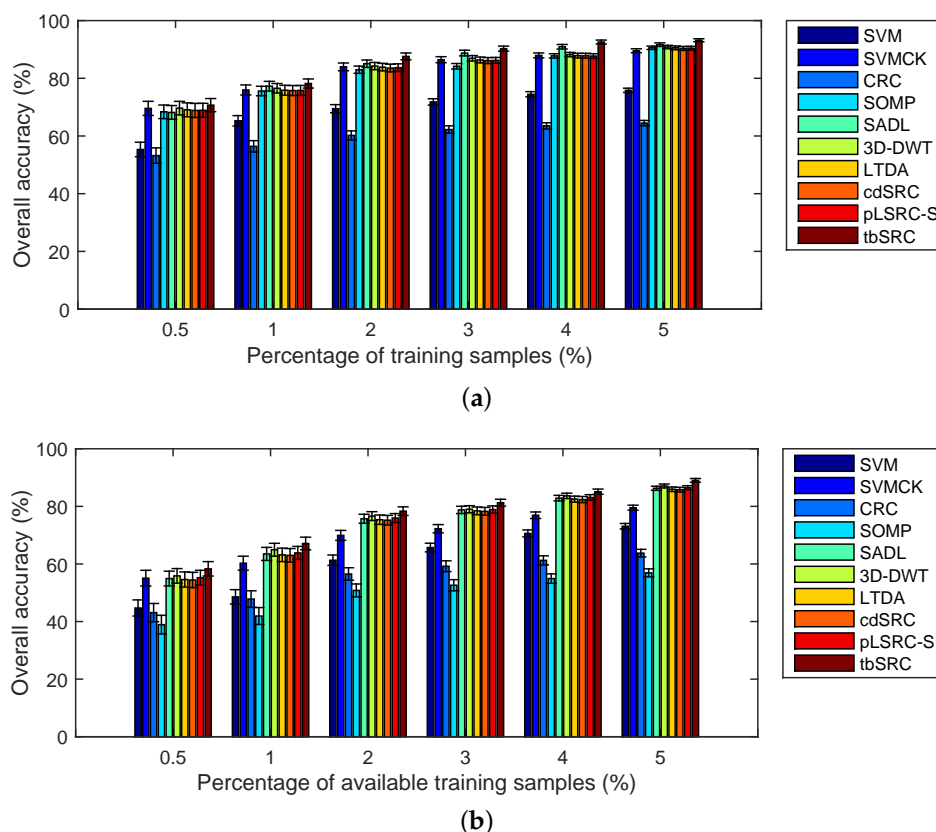 100
80
60
40
20
0
Overall accuracy (%)
0.5 1 2 3 4 5
Percentage of training samples (%)
SVM
SVMCK
CRC
SOMP
SADL
3D-DWT
LTDA
cdSRC
pLSRC-S
tbSRC
(a)
100
80
60
40
20
0
Overall accuracy (%)
0.5 1 2 3 4 5
Percentage of available training samples (%)
SVM
SVMCK
CRC
SOMP
SADL
3D-DWT
LTDA
cdSRC
pLSRC-S
tbSRC
(b)